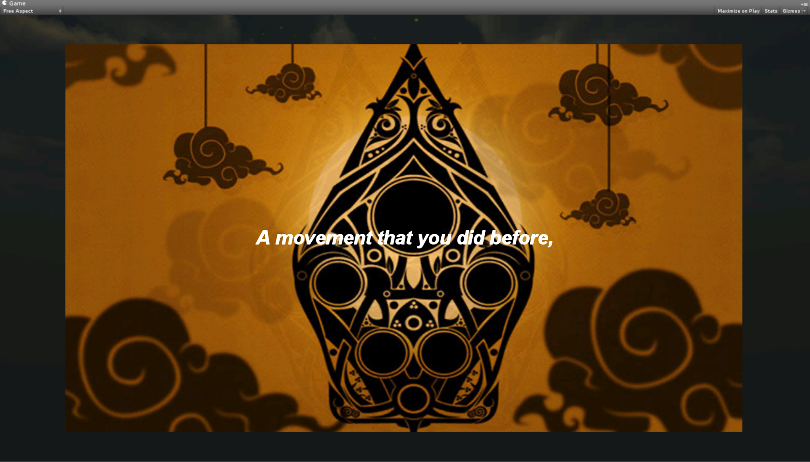 Game
Free Aspect
Maximize on Play Stats Gizmos
A movement that you did before,